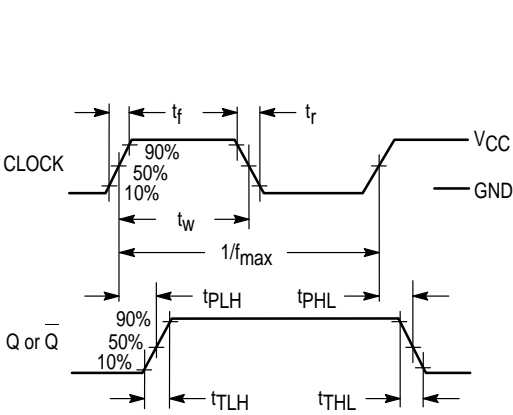 tf
tr
VCC
CLOCK
90%
50%
10%
GND
tw
1/fmax
tPLH
tPHL
90%
Q or Q̅
50%
10%
tTLH
tTHL